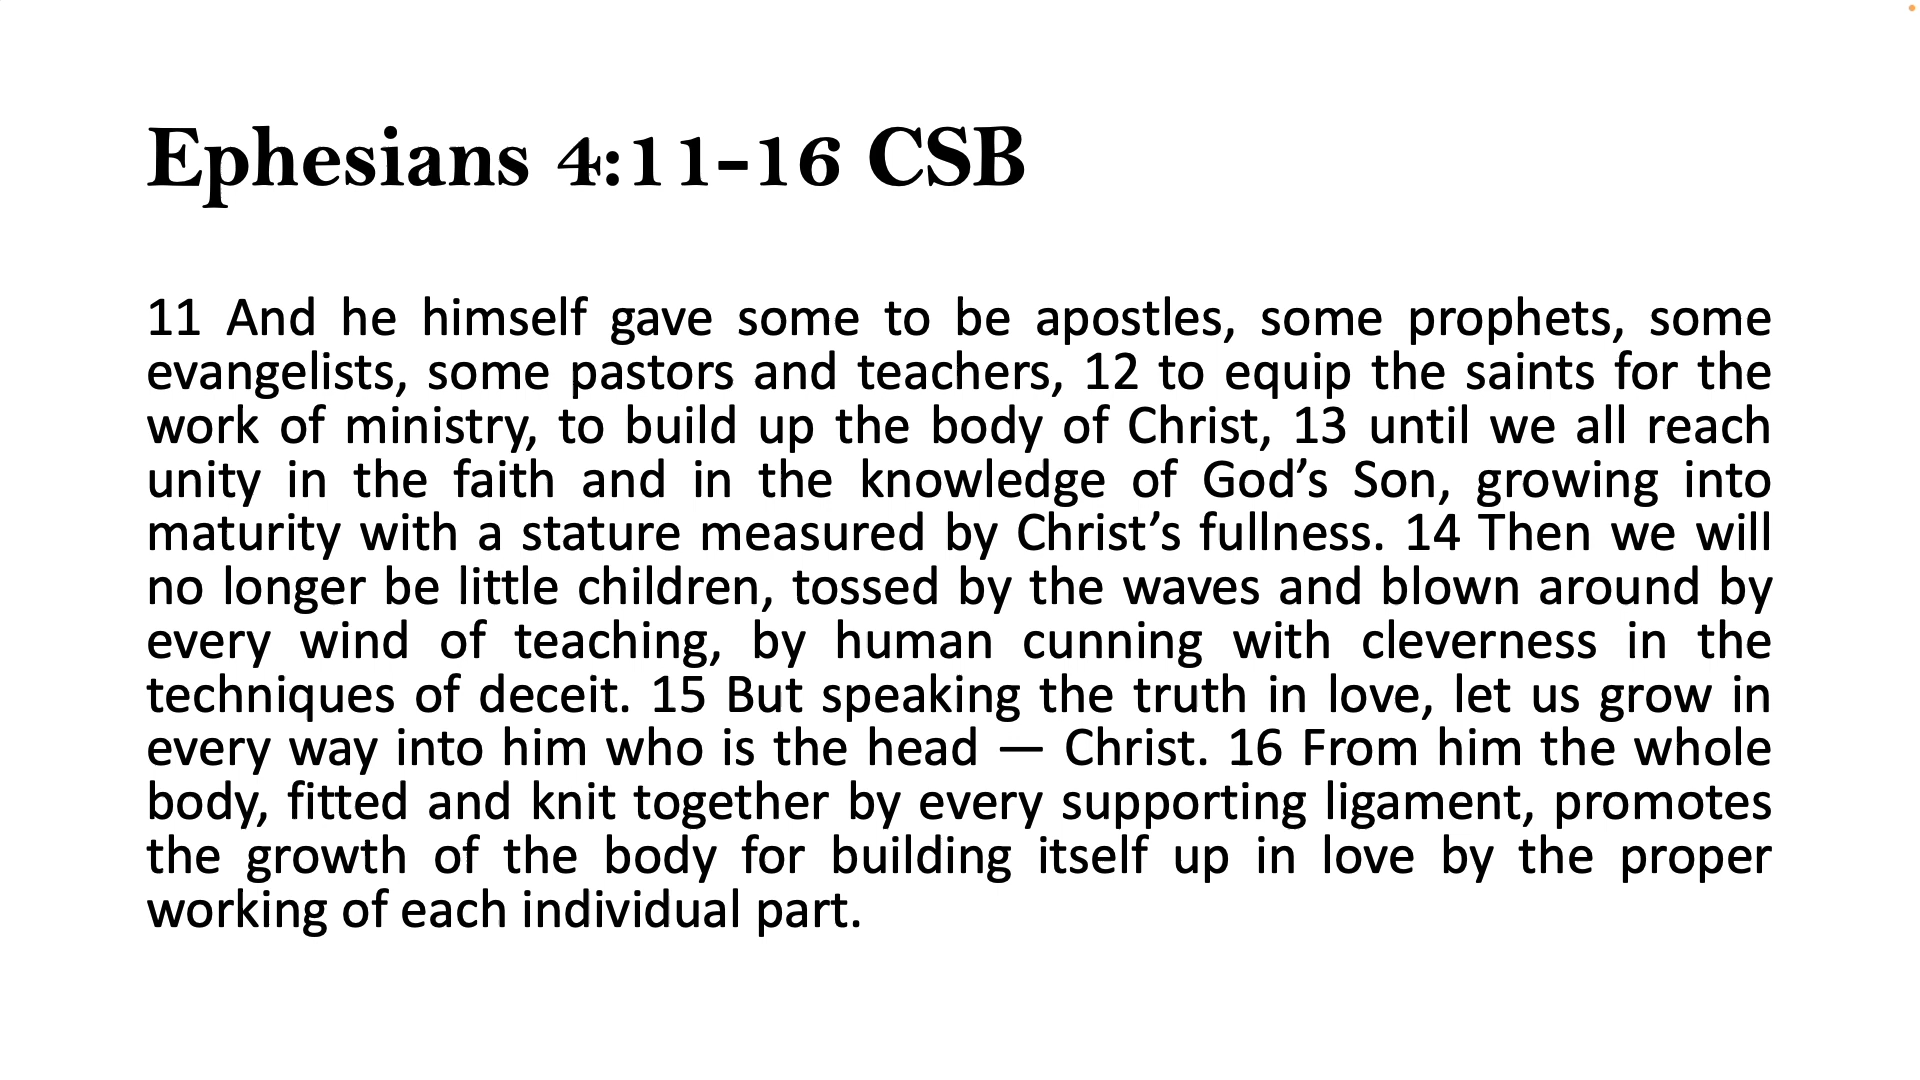 Ephesians 4:11-16 CSB
11 And he himself gave some to be apostles, some prophets, some
evangelists, some pastors and teachers, 12 to equip the saints for the
work of ministry, to build up the body of Christ, 13 until we all reach
unity in the faith and in the knowledge of God’s Son, growing into
maturity with a stature measured by Christ’s fullness. 14 Then we will
no longer be little children, tossed by the waves and blown around by
every wind of teaching, by human cunning with cleverness in the
techniques of deceit. 15 But speaking the truth in love, let us grow in
every way into him who is the head — Christ. 16 From him the whole
body, fitted and knit together by every supporting ligament, promotes
the growth of the body for building itself up in love by the proper
working of each individual part.